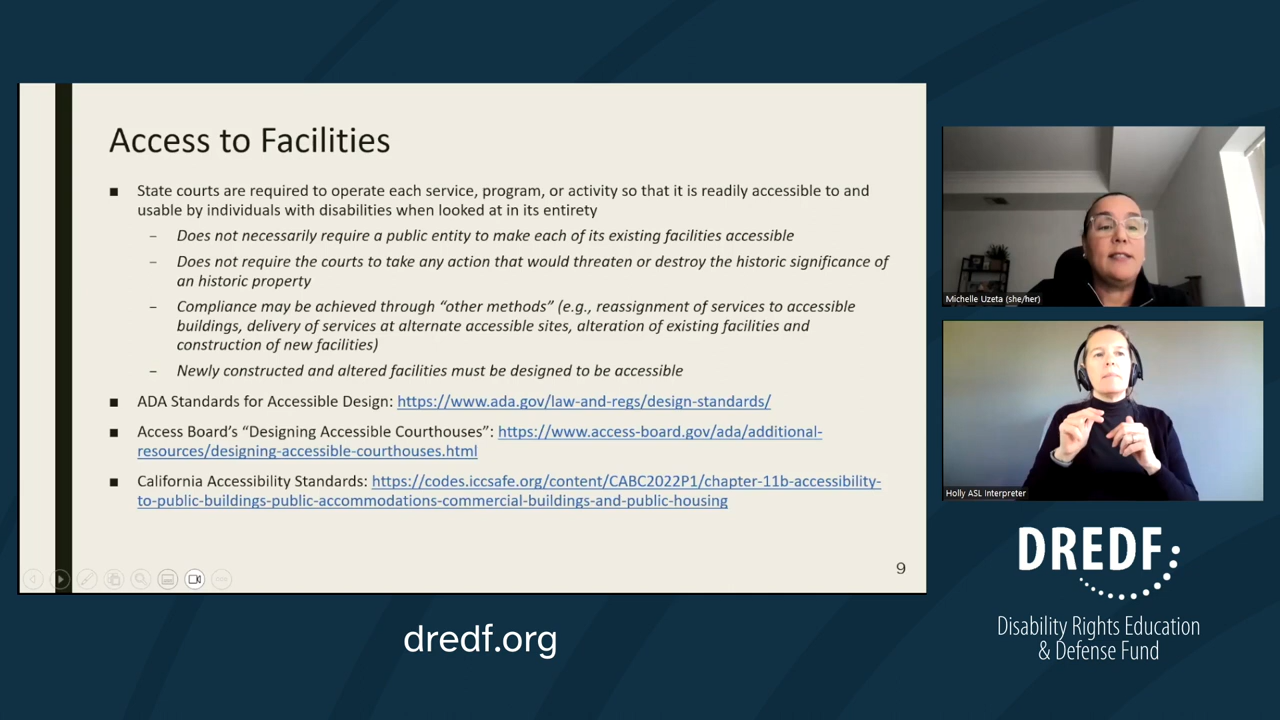 Access to Facilities
■ State courts are required to operate each service, program, or activity so that it is readily accessible to and
usable by individuals with disabilities when looked at in its entirety
– Does not necessarily require a public entity to make each of its existing facilities accessible
– Does not require the courts to take any action that would threaten or destroy the historic significance of
an historic property
– Compliance may be achieved through “other methods” (e.g., reassignment of services to accessible
buildings, delivery of services at alternate accessible sites, alteration of existing facilities and
construction of new facilities)
– Newly constructed and altered facilities must be designed to be accessible
■ ADA Standards for Accessible Design: https://www.ada.gov/law-and-regs/design-standards/
■ Access Board’s “Designing Accessible Courthouses”: https://www.access-board.gov/ada/additional-
resources/designing-accessible-courthouses.html
■ California Accessibility Standards: https://codes.iccsafe.org/content/CABC2022P1/chapter-11b-accessibility-
to-public-buildings-public-accommodations-commercial-buildings-and-public-housing
9
Michelle Uzeta (she/her)
Holly ASL Interpreter
DREDF
Disability Rights Education
& Defense Fund
dredf.org